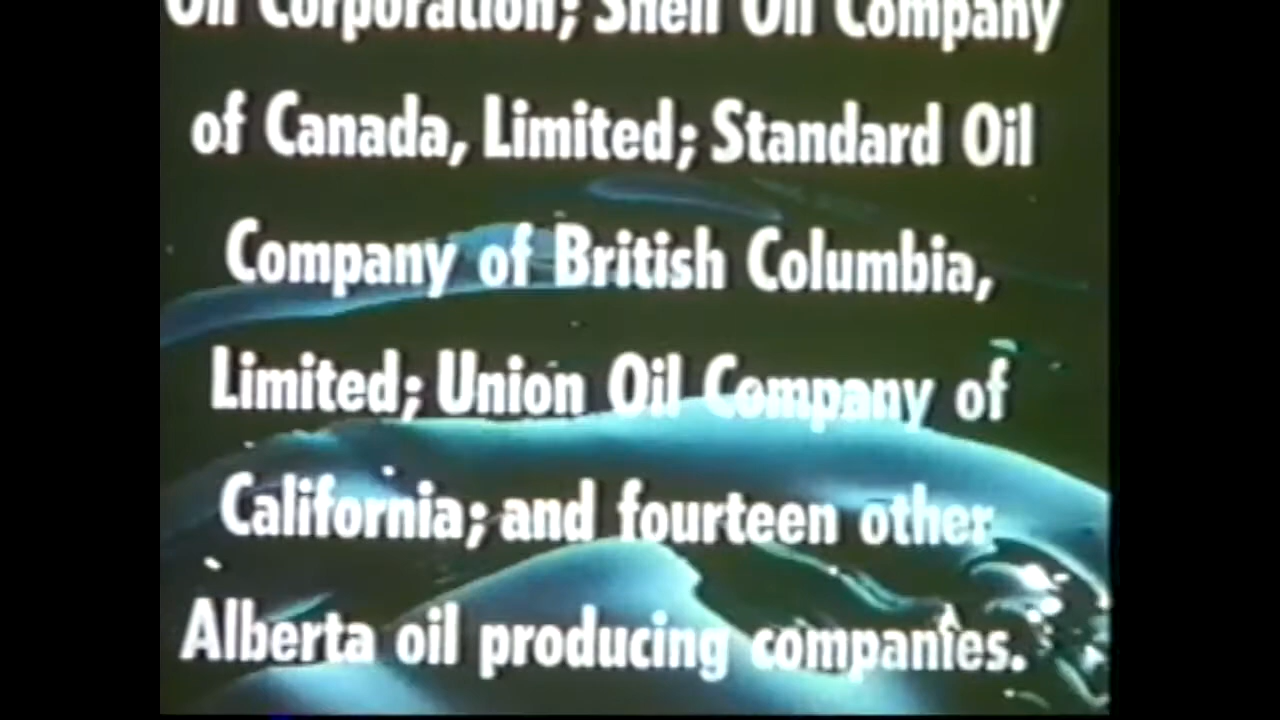 Oil Corporation; Shell Oil Company
of Canada, Limited; Standard Oil
Company of British Columbia,
Limited; Union Oil Company of
California; and fourteen other
Alberta oil producing companies.